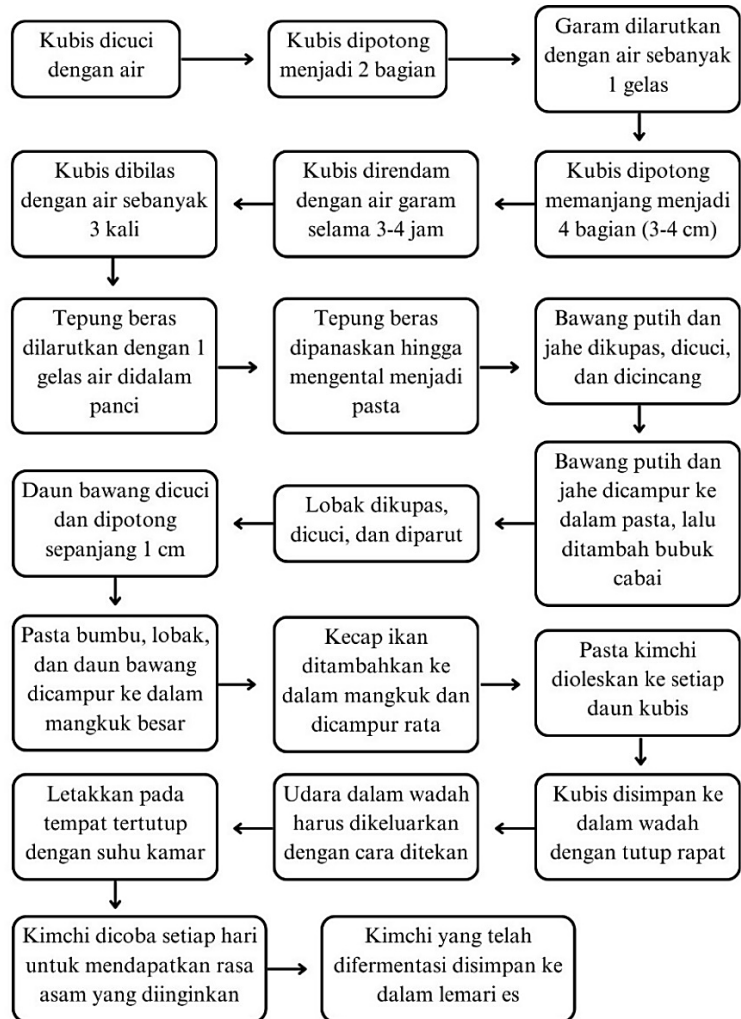 Kubis dicuci
dengan air
Kubis dipotong
menjadi 2 bagian
Garam dilarutkan
dengan air sebanyak
1 gelas
Kubis dipotong
memanjang menjadi
4 bagian (3-4 cm)
Kubis direndam
dengan air garam
selama 3-4 jam
Kubis dibilas
dengan air sebanyak
3 kali
Tepung beras
dilarutkan dengan 1
gelas air didalam
panci
Tepung beras
dipanaskan hingga
mengental menjadi
pasta
Bawang putih dan
jahe dikupas, dicuci,
dan dicincang
Bawang putih dan
jahe dicampur ke
dalam pasta, lalu
ditambah bubuk
cabai
Lobak dikupas,
dicuci, dan diparut
Daun bawang dicuci
dan dipotong
sepanjang 1 cm
Pasta bumbu, lobak,
dan daun bawang
dicampur ke dalam
mangkuk besar
Kecap ikan
ditambahkan ke
dalam mangkuk dan
dicampur rata
Pasta kimchi
dioleskan ke setiap
daun kubis
Kubis disimpan ke
dalam wadah
dengan tutup rapat
Udara dalam wadah
harus dikeluarkan
dengan cara ditekan
Letakkan pada
tempat tertutup
dengan suhu kamar
Kimchi dicoba setiap hari
untuk mendapatkan rasa
asam yang diinginkan
Kimchi yang telah
difermentasi disimpan ke
dalam lemari es